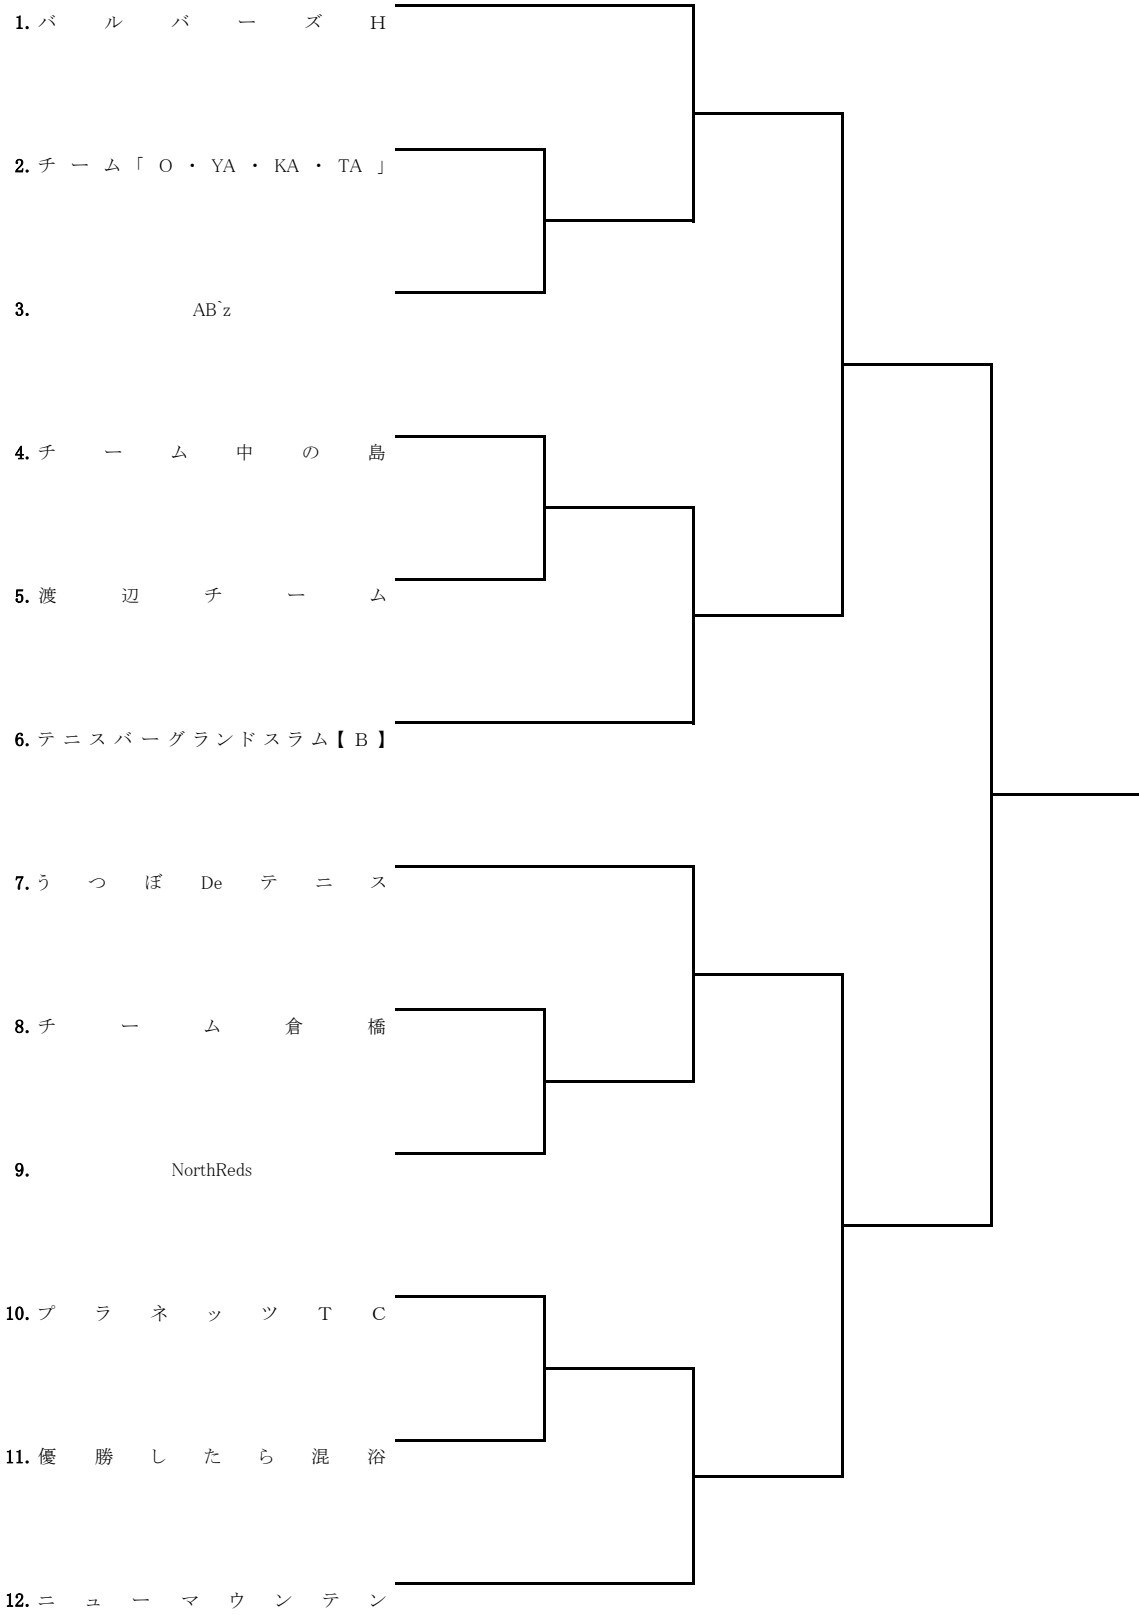 1. バルバーズH
2. チーム「O・YA・KA・TA」
3. AB`z
4. チーム中の島
5. 渡辺チーム
6. テニスバーグランドスラム【B】
7. うつぼDeテニス
8. チーム倉橋
9. NorthReds
10. プラネッツTC
11. 優勝したら混浴
12. ニューマウンテン